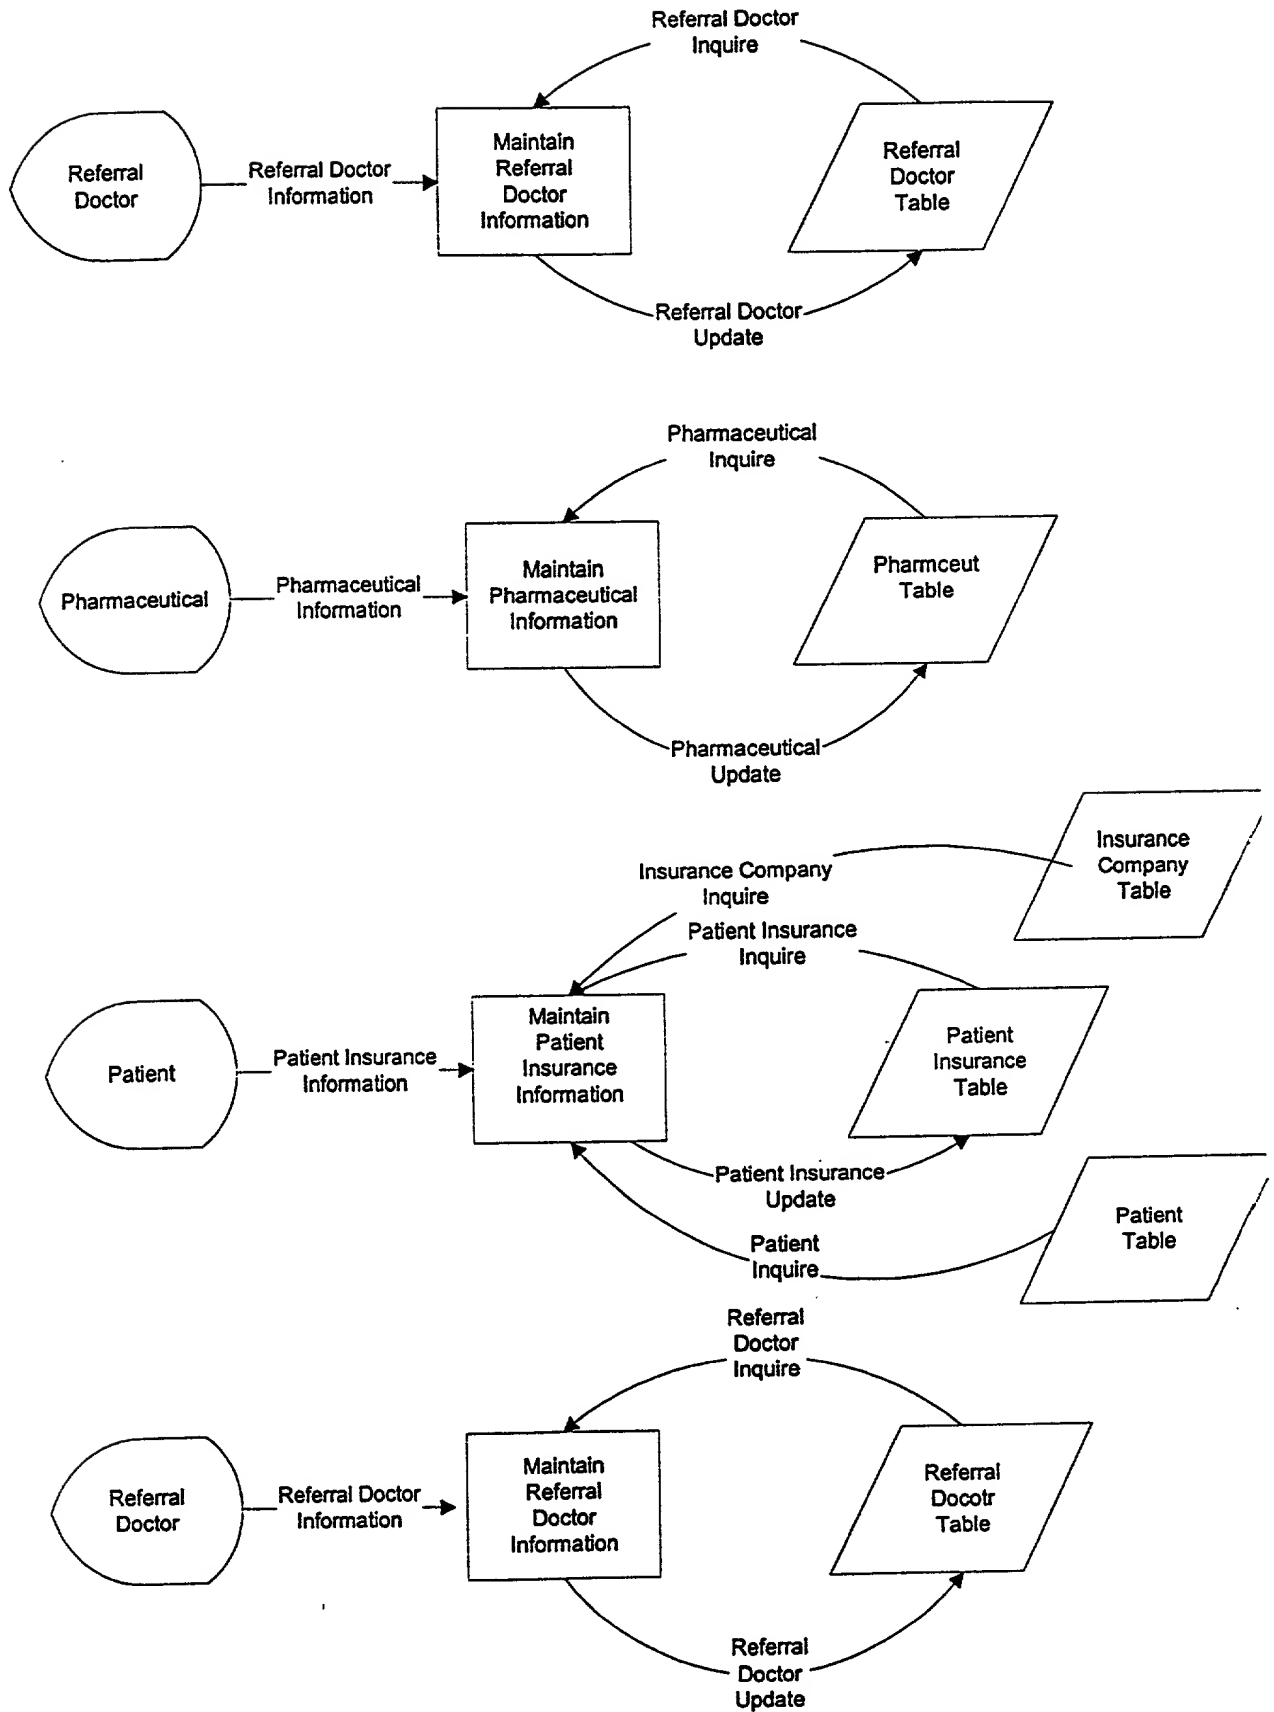 Referral Doctor
Inquire
Referral
Doctor
Referral Doctor
Information
Maintain
Referral
Doctor
Information
Referral
Doctor
Table
Referral Doctor
Update
Pharmaceutical
Inquire
Pharmaceutical
Pharmaceutical
Information
Maintain
Pharmaceutical
Information
Pharmceut
Table
Pharmaceutical
Update
Insurance
Company
Table
Insurance Company
Inquire
Patient Insurance
Inquire
Patient
Patient Insurance
Information
Maintain
Patient
Insurance
Information
Patient
Insurance
Table
Patient Insurance
Update
Patient
Table
Patient
Inquire
Referral
Doctor
Inquire
Referral
Doctor
Referral Doctor
Information
Maintain
Referral
Doctor
Information
Referral
Docotr
Table
Referral
Doctor
Update